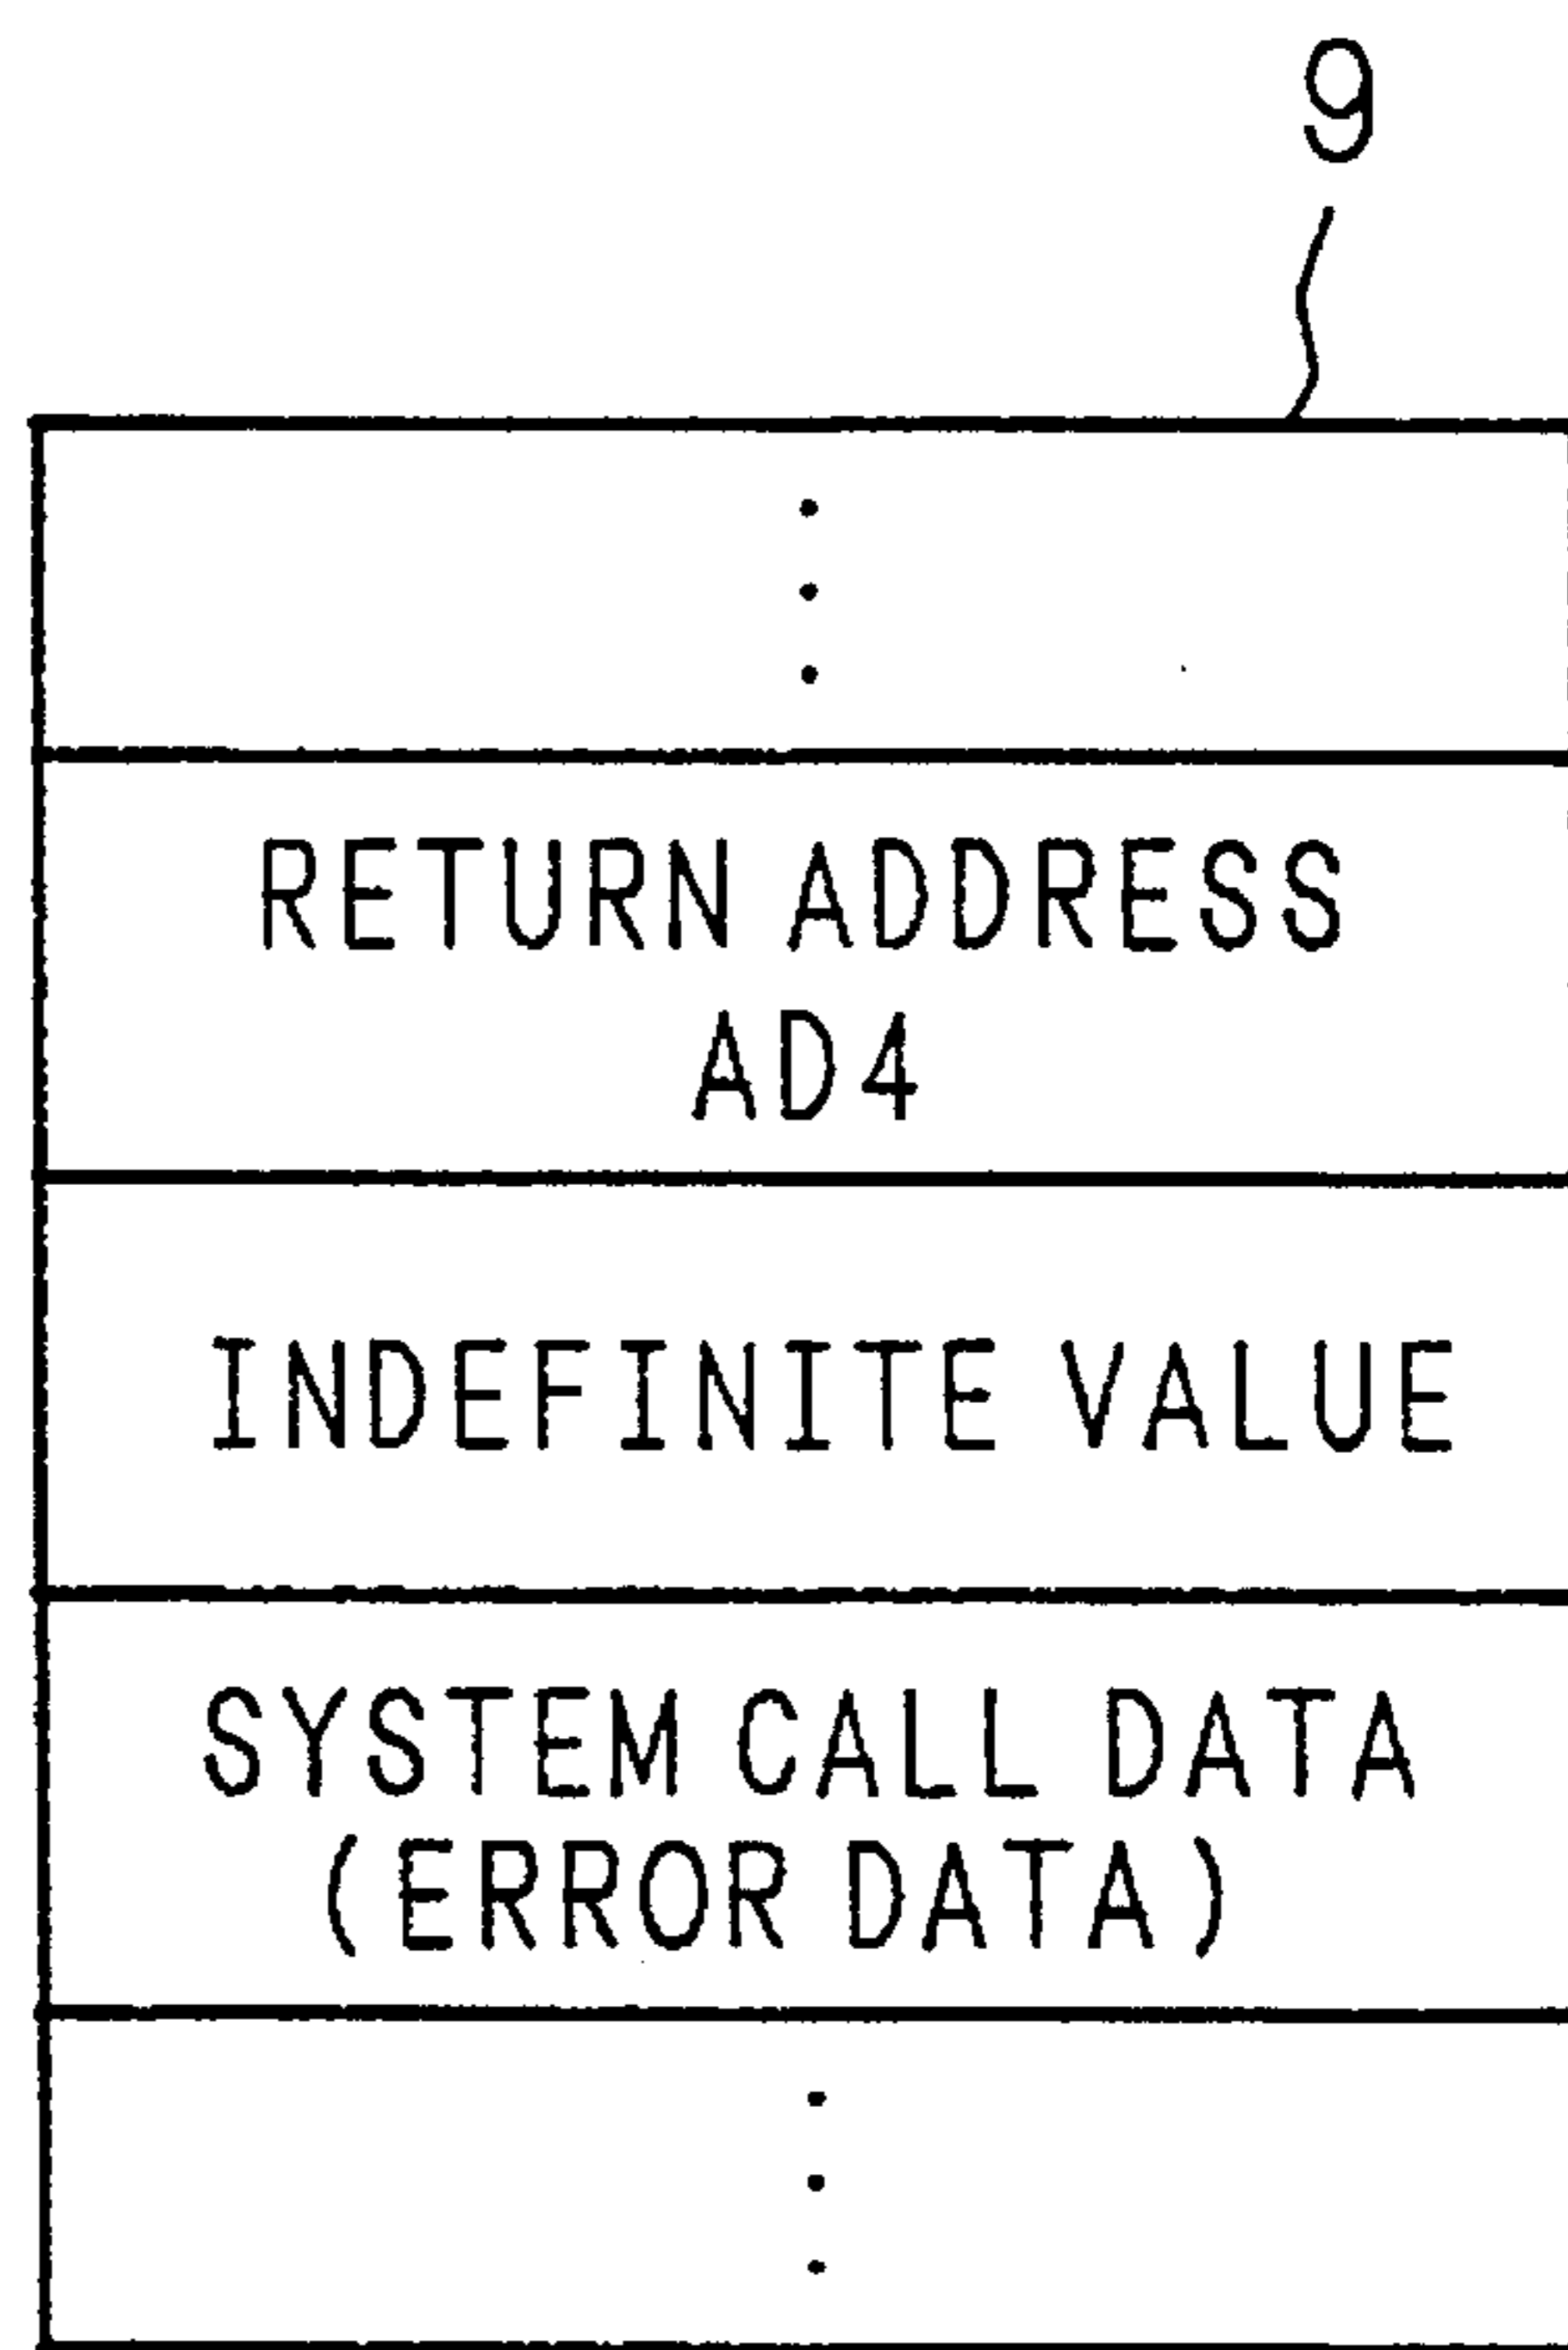 9
RETURN ADDRESS
AD4
INDEFINITE VALUE
SYSTEM CALL DATA
(ERROR DATA)